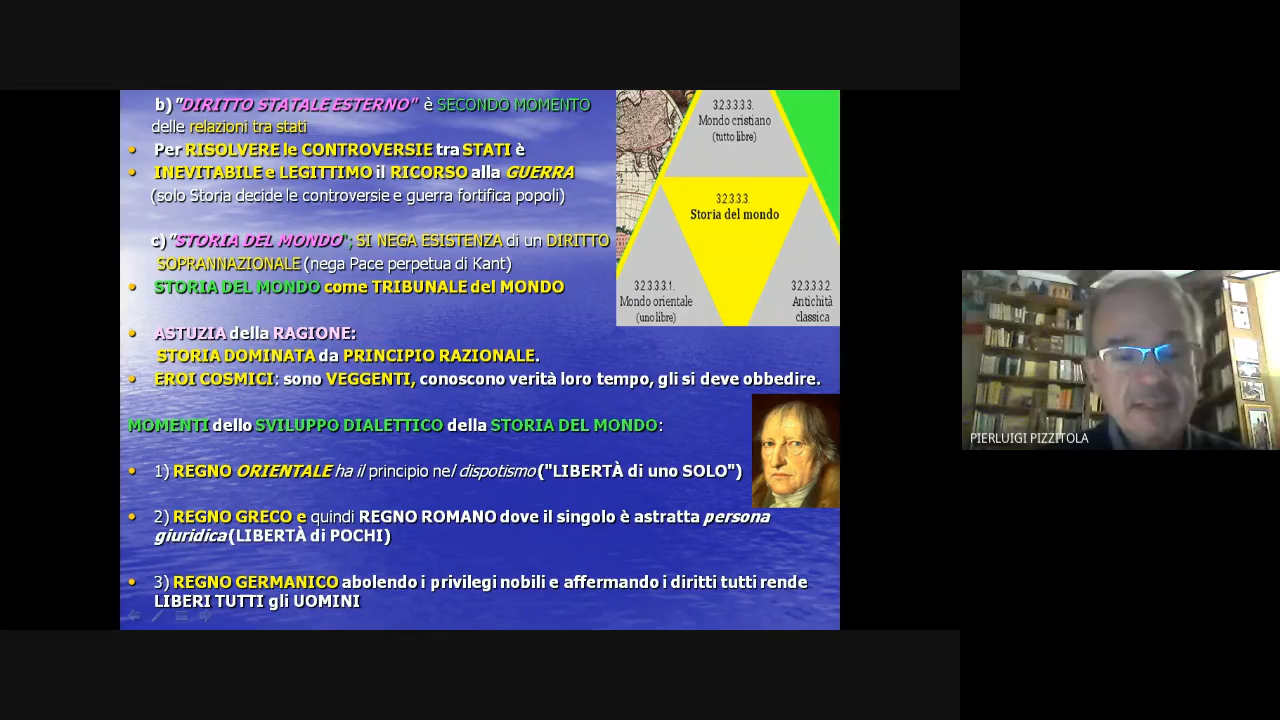 b) "DIRITTO STATALE ESTERNO" è SECONDO MOMENTO
delle relazioni tra stati
• Per RISOLVERE le CONTROVERSIE tra STATI è
• INEVITABILE e LEGITTIMO il RICORSO alla GUERRA
(solo Storia decide le controversie e guerra fortifica popoli)
c) "STORIA DEL MONDO"; SI NEGA ESISTENZA di un DIRITTO
SOPRANNAZIONALE (nega Pace perpetua di Kant)
• STORIA DEL MONDO come TRIBUNALE del MONDO
• ASTUZIA della RAGIONE:
STORIA DOMINATA da PRINCIPIO RAZIONALE.
• EROI COSMICI: sono VEGGENTI, conoscono verità loro tempo, gli si deve obbedire.
MOMENTI dello SVILUPPO DIALETTICO della STORIA DEL MONDO:
• 1) REGNO ORIENTALE ha il principio nel dispotismo ("LIBERTÀ di uno SOLO")
• 2) REGNO GRECO e quindi REGNO ROMANO dove il singolo è astratta persona
giuridica (LIBERTÀ di POCHI)
• 3) REGNO GERMANICO abolendo i privilegi nobili e affermando i diritti tutti rende
LIBERI TUTTI gli UOMINI
3.2.3.3.3.3.
Mondo cristiano
(tutto libre)
3.2.3.3.3.
Storia del mondo
3.2.3.3.3.1.
Mondo orientale
(uno libre)
3.2.3.3.3.2.
Antichità
classica
PIERLUIGI PIZZITOLA